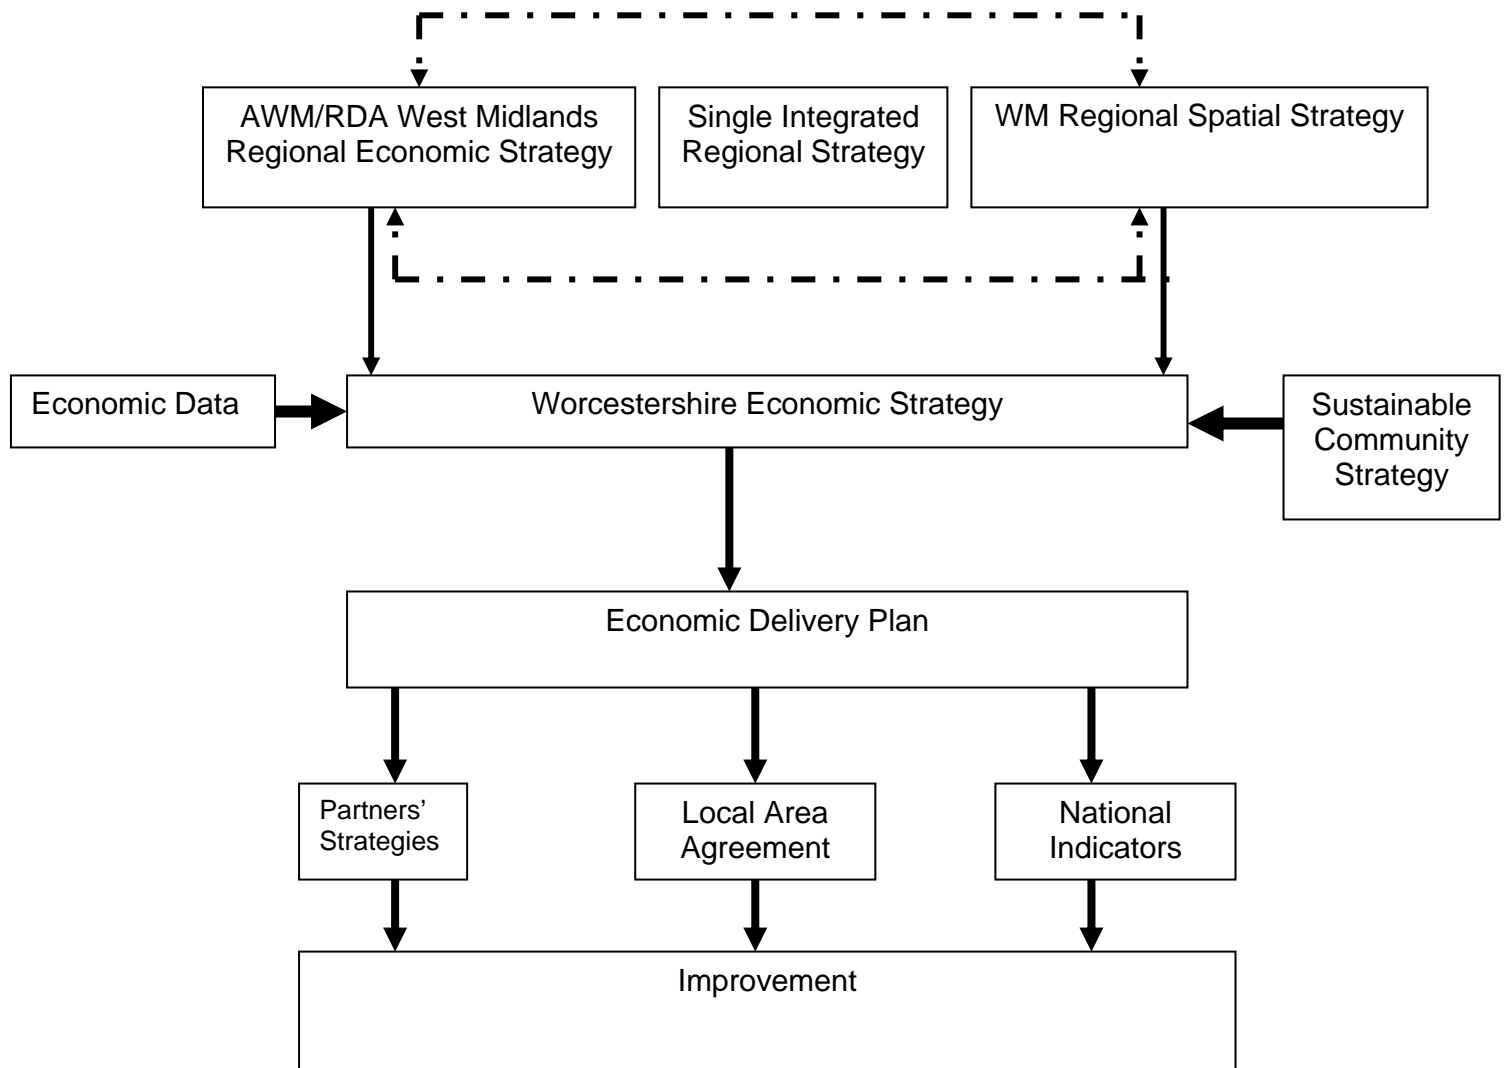 AWM/RDA West Midlands
Regional Economic Strategy
Single Integrated
Regional Strategy
WM Regional Spatial Strategy
Economic Data
Worcestershire Economic Strategy
Sustainable
Community
Strategy
Economic Delivery Plan
Partners’
Strategies
Local Area
Agreement
National
Indicators
Improvement